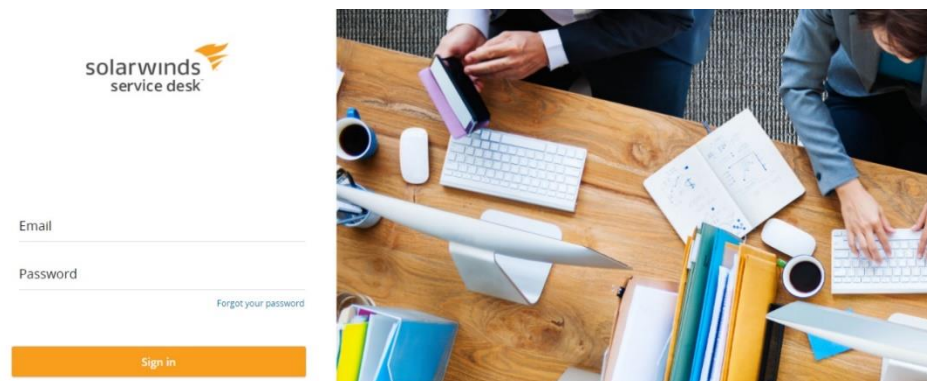 solarwinds
service desk
Email
Password
Forgot your password
Sign in